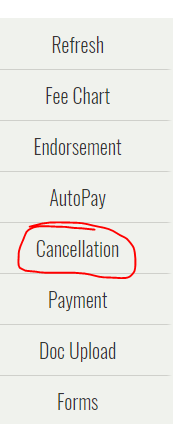 Refresh
Fee Chart
Endorsement
AutoPay
Cancellation
Payment
Doc Upload
Forms